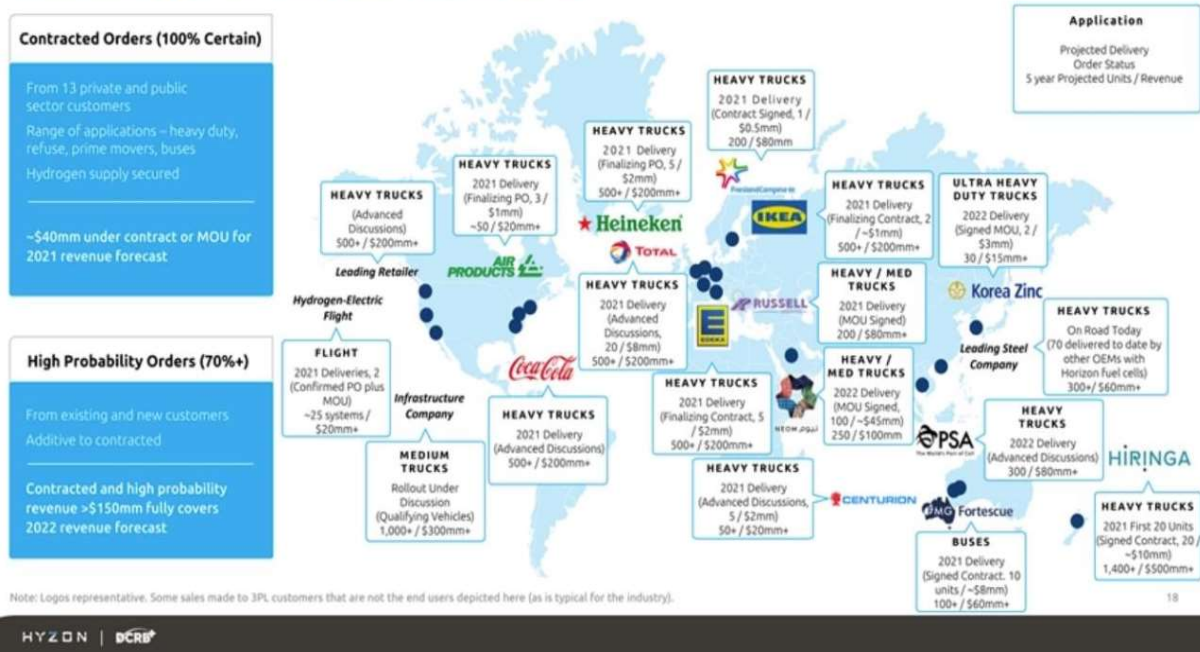 Contracted Orders (100% Certain)
From 13 private and public
sector customers
Range of applications – heavy duty,
refuse, prime movers, buses
Hydrogen supply secured
~$40mm under contract or MOU for
2021 revenue forecast
High Probability Orders (70%+)
From existing and new customers
Additive to contracted
Contracted and high probability
revenue >$150mm fully covers
2022 revenue forecast
Application
Projected Delivery
Order Status
5 year Projected Units / Revenue
HEAVY TRUCKS
(Advanced
Discussions)
500+ / $200mm+
Leading Retailer
Hydrogen-Electric
Flight
FLIGHT
2021 Deliveries, 2
(Confirmed PO plus
MOU)
~25 systems /
$20mm+
HEAVY TRUCKS
2021 Delivery
(Finalizing PO, 3 /
$1mm)
~50 / $20mm+
AIR
PRODUCTS
Infrastructure
Company
MEDIUM
TRUCKS
Rollout Under
Discussion
(Qualifying Vehicles)
1,000+ / $300mm+
Coca-Cola
HEAVY TRUCKS
2021 Delivery
(Advanced Discussions)
500+ / $200mm+
HEAVY TRUCKS
2021 Delivery
(Finalizing PO, 5 /
$2mm)
500+ / $200mm+
Heineken
TOTAL
HEAVY TRUCKS
2021 Delivery
(Advanced
Discussions,
20 / $8mm)
500+ / $200mm+
HEAVY TRUCKS
2021 Delivery
(Contract Signed, 1 /
$0.5mm)
200 / $80mm
FrieslandCampina
IKEA
HEAVY TRUCKS
2021 Delivery
(Finalizing Contract, 2
/ ~$1mm)
500+ / $200mm+
ULTRA HEAVY
DUTY TRUCKS
2022 Delivery
(Signed MOU, 2 /
$3mm)
30 / $15mm+
Korea Zinc
RUSSELL
HEAVY / MED
TRUCKS
2021 Delivery
(MOU Signed)
200 / $80mm+
E
EDEKA
HEAVY TRUCKS
2021 Delivery
(Finalizing Contract, 5
/ $2mm)
500+ / $200mm+
NEOM نيوم
HEAVY /
MED TRUCKS
2022 Delivery
(MOU Signed,
100 / ~$45mm)
250 / $100mm
Leading Steel
Company
HEAVY TRUCKS
On Road Today
(70 delivered to date by
other OEMs with
Horizon fuel cells)
300+/ $60mm+
PSA
The World's Port of Call
HEAVY
TRUCKS
2022 Delivery
(Advanced Discussions)
300 / $80mm+
HEAVY TRUCKS
2021 Delivery
(Advanced Discussions,
5 / $2mm)
50+ / $20mm+
CENTURION
FMG Fortescue
BUSES
2021 Delivery
(Signed Contract. 10
units / ~$8mm)
100+ / $60mm+
HIRINGA
HEAVY TRUCKS
2021 First 20 Units
(Signed Contract, 20 /
~$10mm)
1,400+ / $500mm+
Note: Logos representative. Some sales made to 3PL customers that are not the end users depicted here (as is typical for the industry).
18
HYZON | DCRB